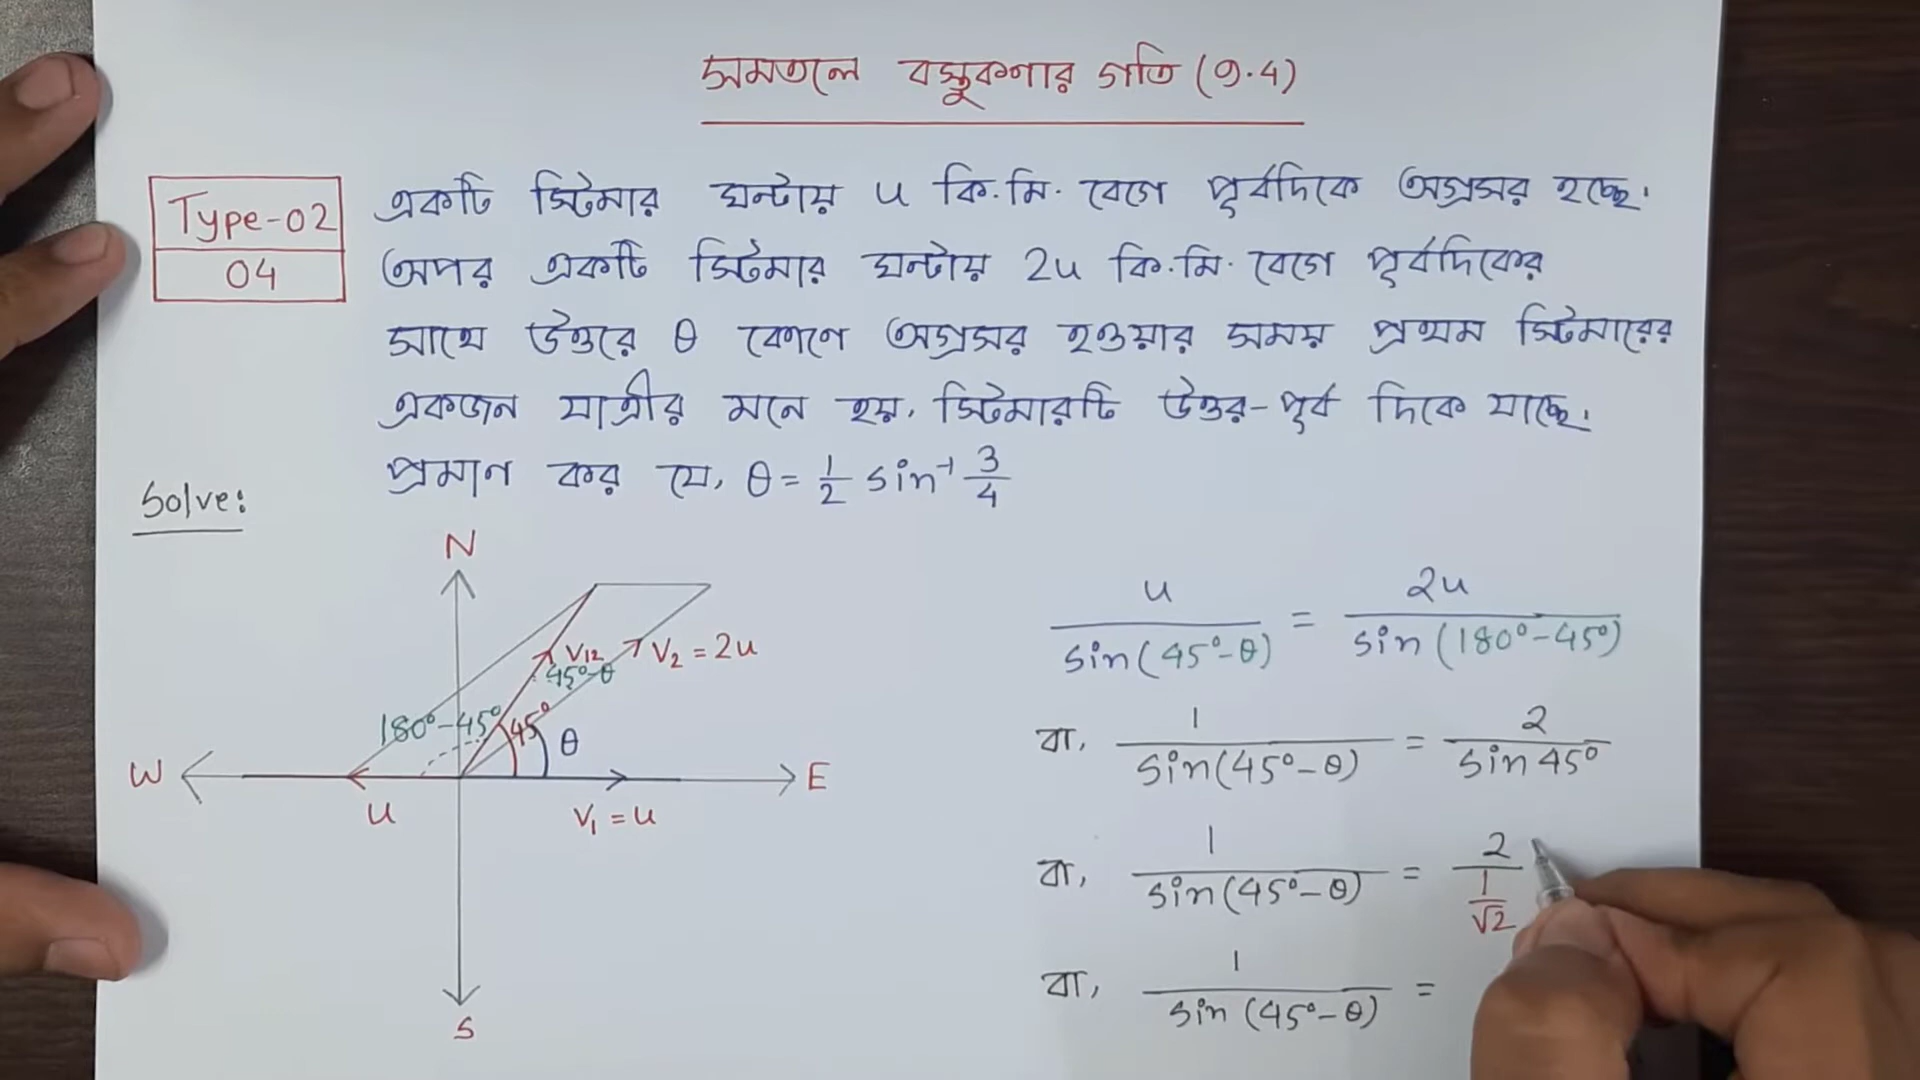 সমতলে বস্তুকণার গতি (9.4)
Type-02
04
একটি স্টিমার ঘন্টায় u কি.মি. বেগে পূর্বদিকে অগ্রসর হচ্ছে.
অপর একটি স্টিমার ঘন্টায় 2u কি.মি. বেগে পূর্বদিকের
সাথে উত্তরে θ কোণে অগ্রসর হওয়ার সময় প্রথম স্টিমারের
একজন যাত্রীর মনে হয়, স্টিমারটি উত্তর-পূর্ব দিকে যাচ্ছে.
প্রমাণ কর যে, θ = 1/2 sin⁻¹ 3/4
Solve:
N
V₁₂
V₂ = 2u
45°-θ
180°-45°
45°
θ
W
E
u
V₁ = u
S
u/sin(45°-θ) = 2u/sin(180°-45°)
বা, 1/sin(45°-θ) = 2/sin 45°
বা, 1/sin(45°-θ) = 2/(1/√2)
বা, 1/sin(45°-θ) =